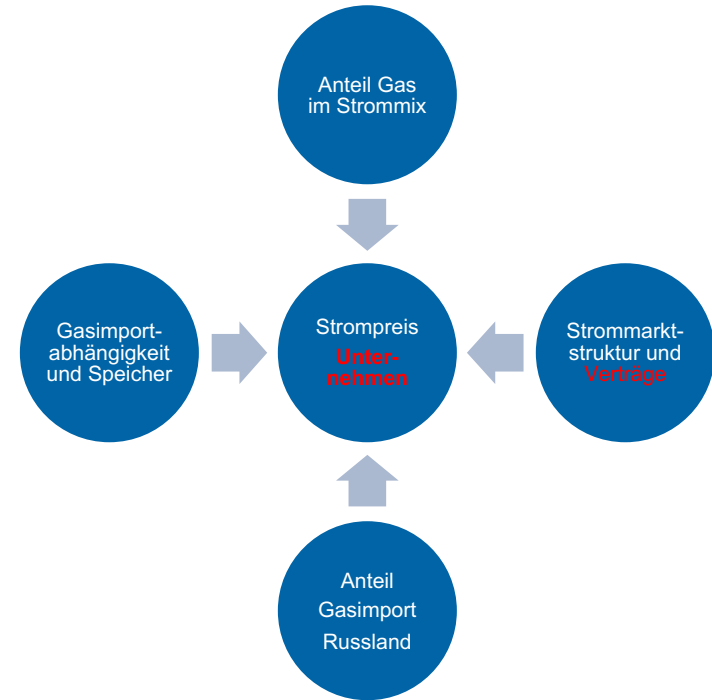 Anteil Gas
im Strommix
Gasimport-
abhängigkeit
und Speicher
Strompreis
Unter-
nehmen
Strommarkt-
struktur und
Verträge
Anteil
Gasimport
Russland